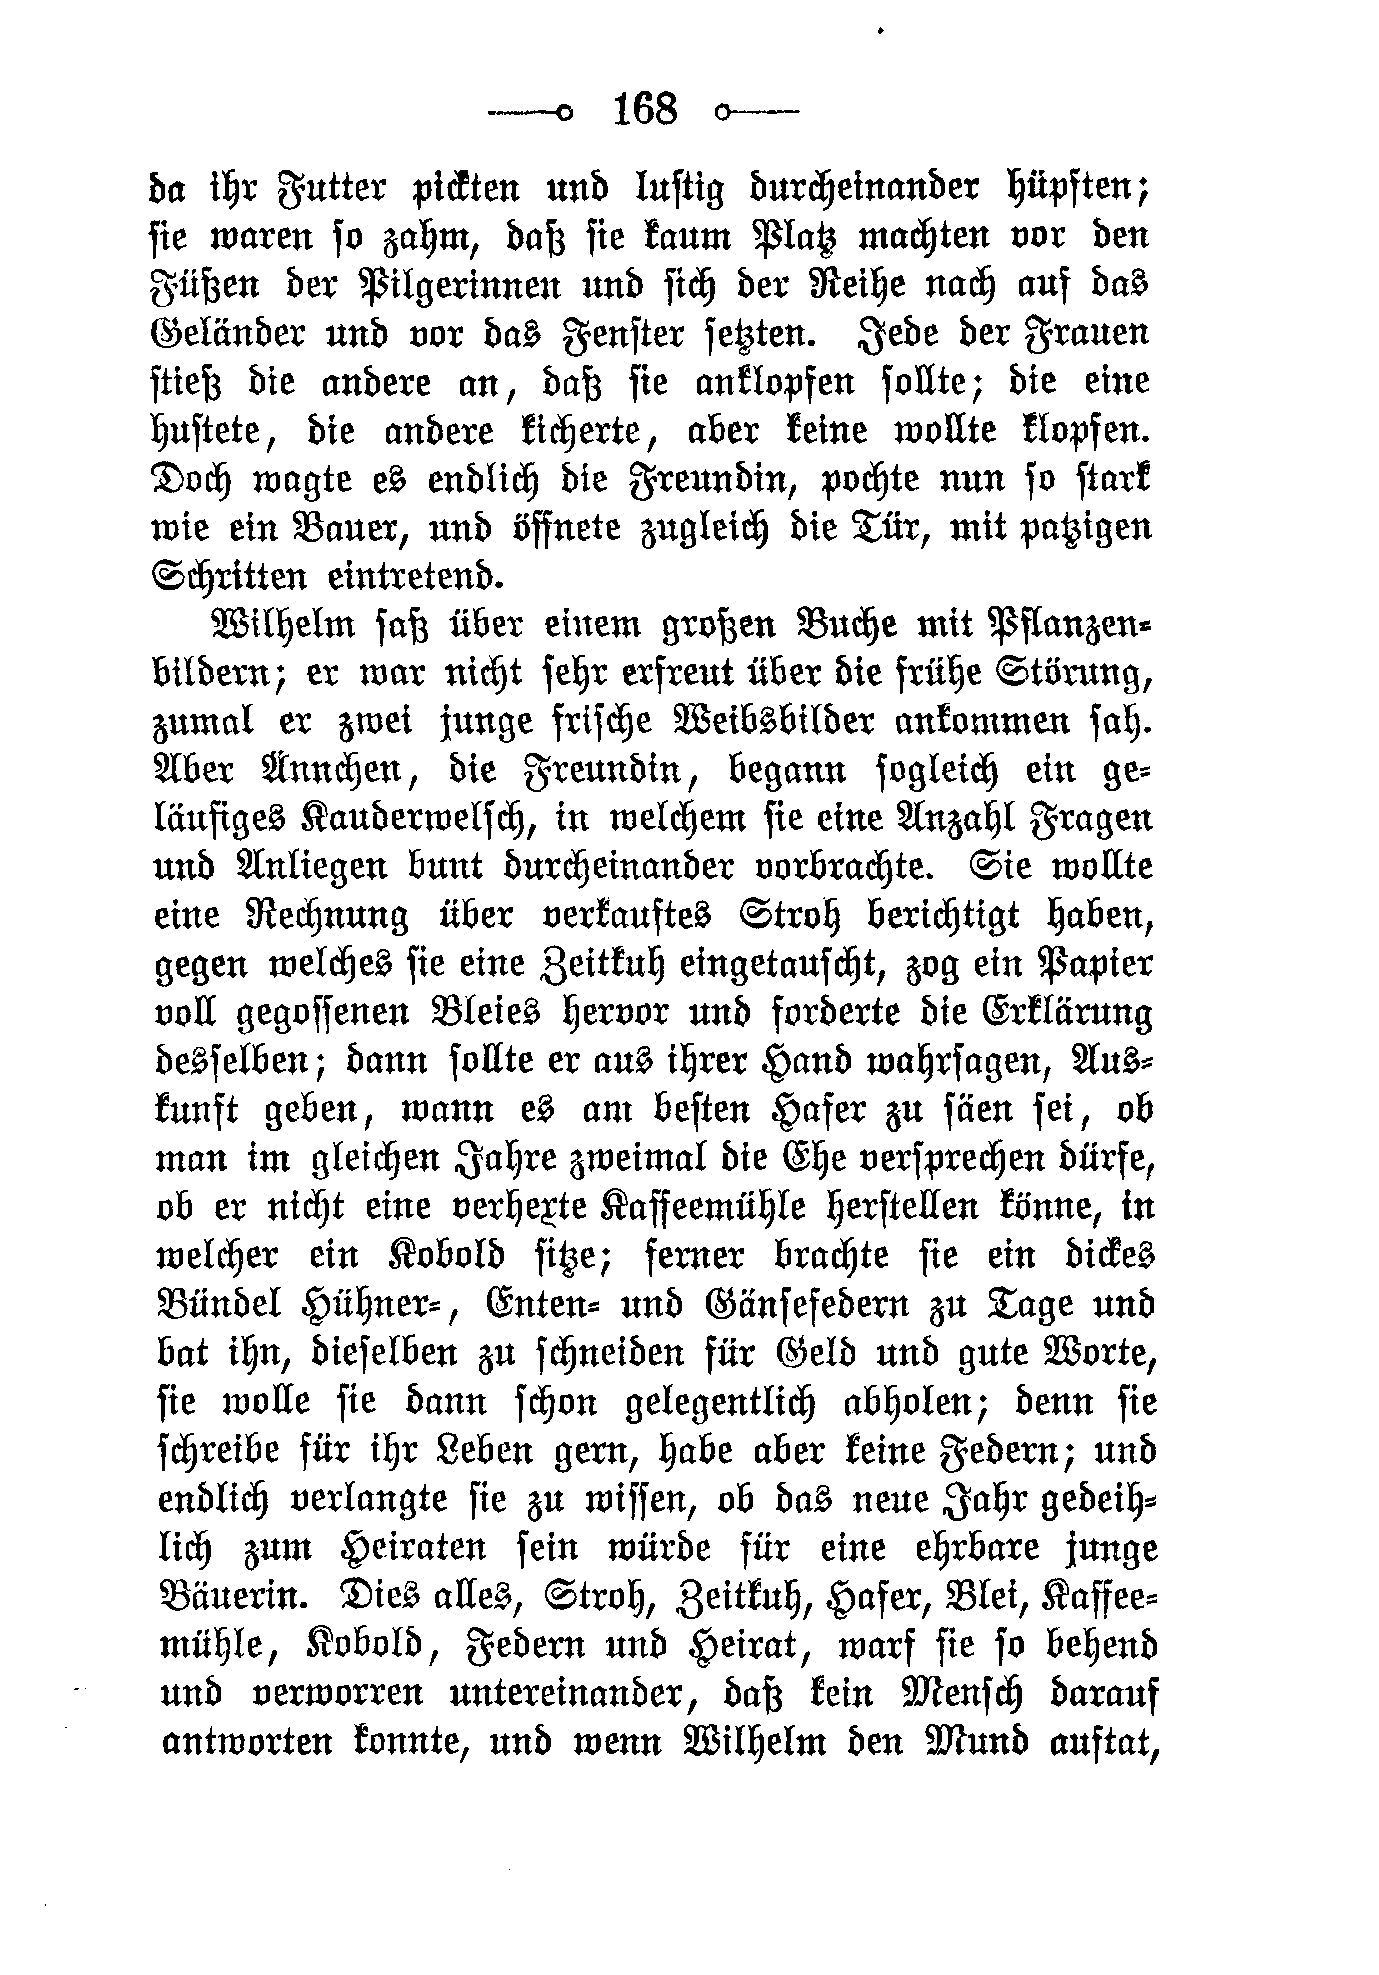 168
da ihr Futter pickten und lustig durcheinander hüpften;
sie waren so zahm, daß sie kaum Platz machten vor den
Füßen der Pilgerinnen und sich der Reihe nach auf das
Geländer und vor das Fenster setzten. Jede der Frauen
stieß die andere an, daß sie anklopfen sollte; die eine
hustete, die andere kicherte, aber keine wollte klopfen.
Doch wagte es endlich die Freundin, pochte nun so stark
wie ein Bauer, und öffnete zugleich die Tür, mit patzigen
Schritten eintretend.
Wilhelm saß über einem großen Buche mit Pflanzen-
bildern; er war nicht sehr erfreut über die frühe Störung,
zumal er zwei junge frische Weibsbilder ankommen sah.
Aber Ännchen, die Freundin, begann sogleich ein ge-
läufiges Kauderwelsch, in welchem sie eine Anzahl Fragen
und Anliegen bunt durcheinander vorbrachte. Sie wollte
eine Rechnung über verkauftes Stroh berichtigt haben,
gegen welches sie eine Zeitkuh eingetauscht, zog ein Papier
voll gegossenen Bleies hervor und forderte die Erklärung
desselben; dann sollte er aus ihrer Hand wahrsagen, Aus-
kunft geben, wann es am besten Hafer zu säen sei, ob
man im gleichen Jahre zweimal die Ehe versprechen dürfe,
ob er nicht eine verhexte Kaffeemühle herstellen könne, in
welcher ein Kobold sitze; ferner brachte sie ein dickes
Bündel Hühner-, Enten- und Gänsefedern zu Tage und
bat ihn, dieselben zu schneiden für Geld und gute Worte,
sie wolle sie dann schon gelegentlich abholen; denn sie
schreibe für ihr Leben gern, habe aber keine Federn; und
endlich verlangte sie zu wissen, ob das neue Jahr gedeih-
lich zum Heiraten sein würde für eine ehrbare junge
Bäuerin. Dies alles, Stroh, Zeitkuh, Hafer, Blei, Kaffee-
mühle, Kobold, Federn und Heirat, warf sie so behend
und verworren untereinander, daß kein Mensch darauf
antworten konnte, und wenn Wilhelm den Mund auftat,